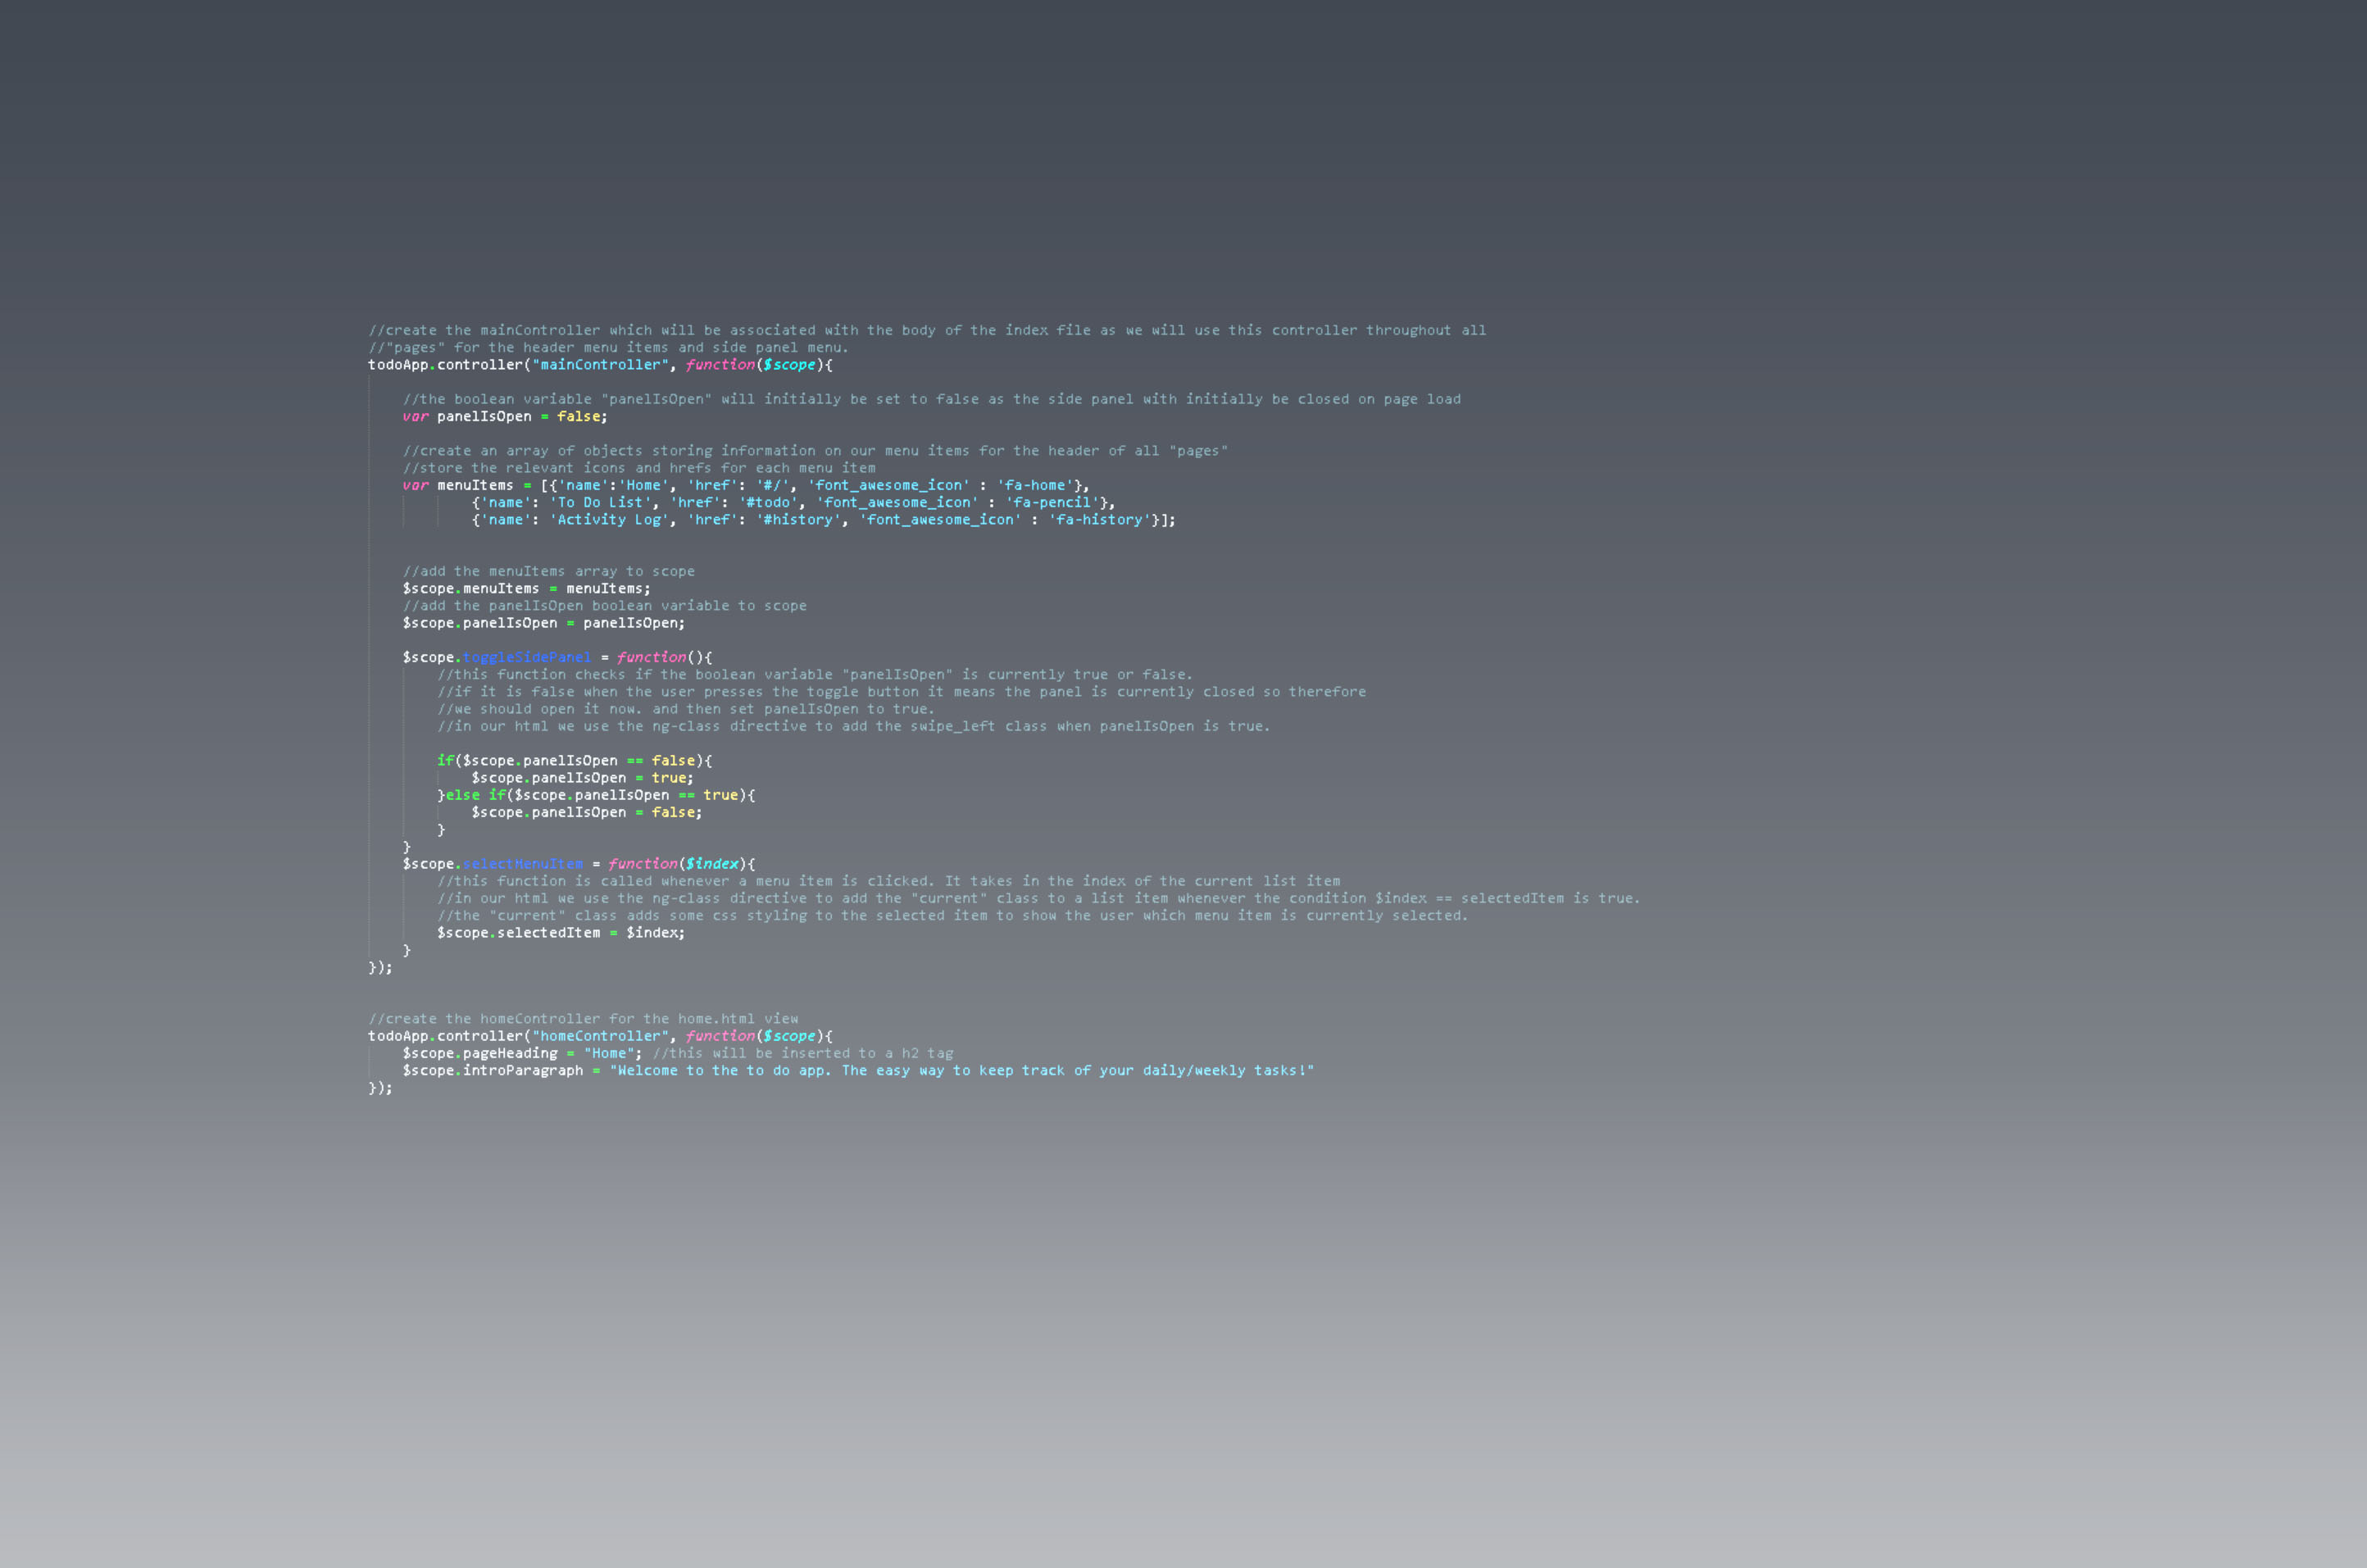 //create the mainController which will be associated with the body of the index file as we will use this controller throughout all
//"pages" for the header menu items and side panel menu.
todoApp.controller("mainController", function($scope){
//the boolean variable "panelIsOpen" will initially be set to false as the side panel with initially be closed on page load
var panelIsOpen = false;
//create an array of objects storing information on our menu items for the header of all "pages"
//store the relevant icons and hrefs for each menu item
var menuItems = [{'name':'Home', 'href': '#/', 'font_awesome_icon' : 'fa-home'},
{'name': 'To Do List', 'href': '#todo', 'font_awesome_icon' : 'fa-pencil'},
{'name': 'Activity Log', 'href': '#history', 'font_awesome_icon' : 'fa-history'}];
//add the menuItems array to scope
$scope.menuItems = menuItems;
//add the panelIsOpen boolean variable to scope
$scope.panelIsOpen = panelIsOpen;
$scope.toggleSidePanel = function(){
//this function checks if the boolean variable "panelIsOpen" is currently true or false.
//if it is false when the user presses the toggle button it means the panel is currently closed so therefore
//we should open it now. and then set panelIsOpen to true.
//in our html we use the ng-class directive to add the swipe_left class when panelIsOpen is true.
if($scope.panelIsOpen == false){
$scope.panelIsOpen = true;
}else if($scope.panelIsOpen == true){
$scope.panelIsOpen = false;
}
}
$scope.selectMenuItem = function($index){
//this function is called whenever a menu item is clicked. It takes in the index of the current list item
//in our html we use the ng-class directive to add the "current" class to a list item whenever the condition $index == selectedItem is true.
//the "current" class adds some css styling to the selected item to show the user which menu item is currently selected.
$scope.selectedItem = $index;
}
});
//create the homeController for the home.html view
todoApp.controller("homeController", function($scope){
$scope.pageHeading = "Home"; //this will be inserted to a h2 tag
$scope.introParagraph = "Welcome to the to do app. The easy way to keep track of your daily/weekly tasks!"
});